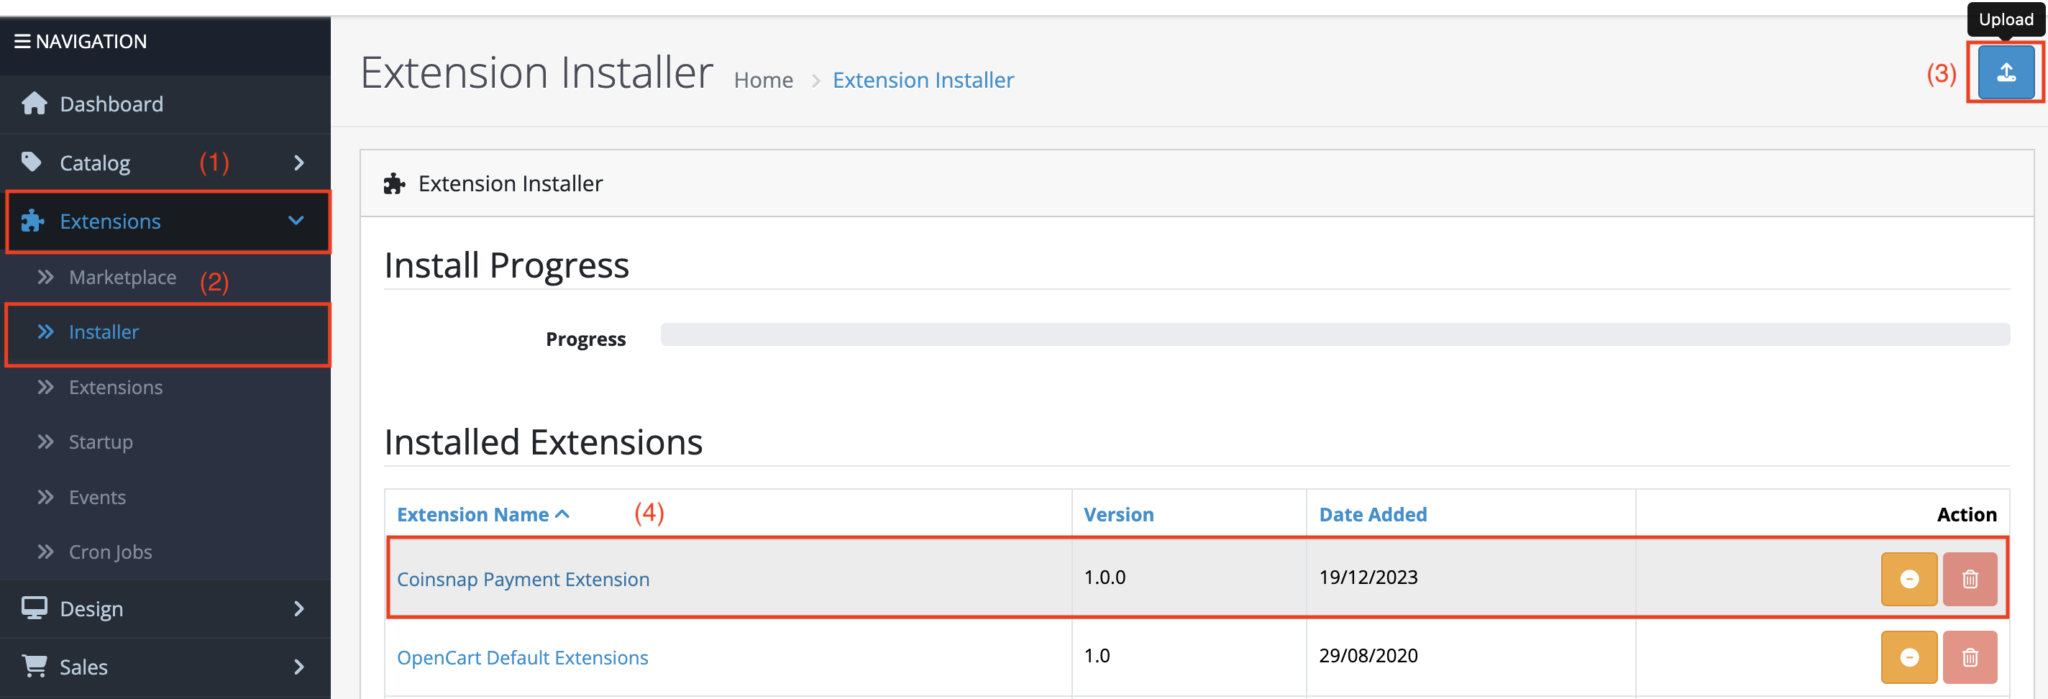 Upload
NAVIGATION
Extension Installer Home Extension Installer (3)
Dashboard
Catalog (1)
Extensions
Marketplace (2)
Installer
Extensions
Startup
Events
Cron Jobs
Design
Sales
Extension Installer
Install Progress
Progress
Installed Extensions
Extension Name (4) Version Date Added Action
Coinsnap Payment Extension 1.0.0 19/12/2023
OpenCart Default Extensions 1.0 29/08/2020